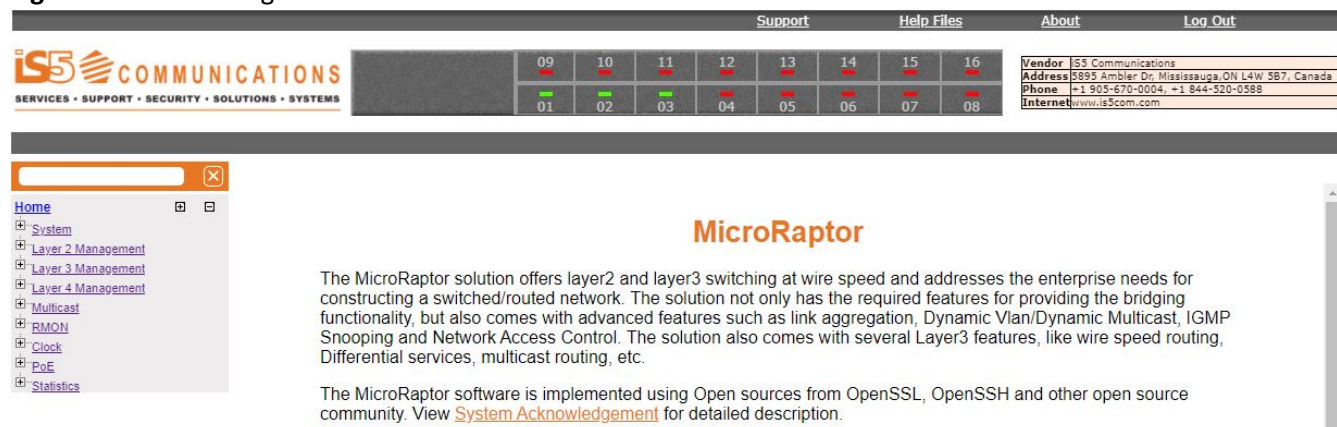 Support Help Files About Log Out
iS5 COMMUNICATIONS
SERVICES • SUPPORT • SECURITY • SOLUTIONS • SYSTEMS
09 10 11 12 13 14 15 16
01 02 03 04 05 06 07 08
Vendor iS5 Communications
Address 5895 Ambler Dr, Mississauga,ON L4W 5B7, Canada
Phone +1 905-670-0004, +1 844-520-0588
Internet www.is5com.com
Home
System
Layer 2 Management
Layer 3 Management
Layer 4 Management
Multicast
RMON
Clock
PoE
Statistics
MicroRaptor
The MicroRaptor solution offers layer2 and layer3 switching at wire speed and addresses the enterprise needs for
constructing a switched/routed network. The solution not only has the required features for providing the bridging
functionality, but also comes with advanced features such as link aggregation, Dynamic Vlan/Dynamic Multicast, IGMP
Snooping and Network Access Control. The solution also comes with several Layer3 features, like wire speed routing,
Differential services, multicast routing, etc.
The MicroRaptor software is implemented using Open sources from OpenSSL, OpenSSH and other open source
community. View System Acknowledgement for detailed description.